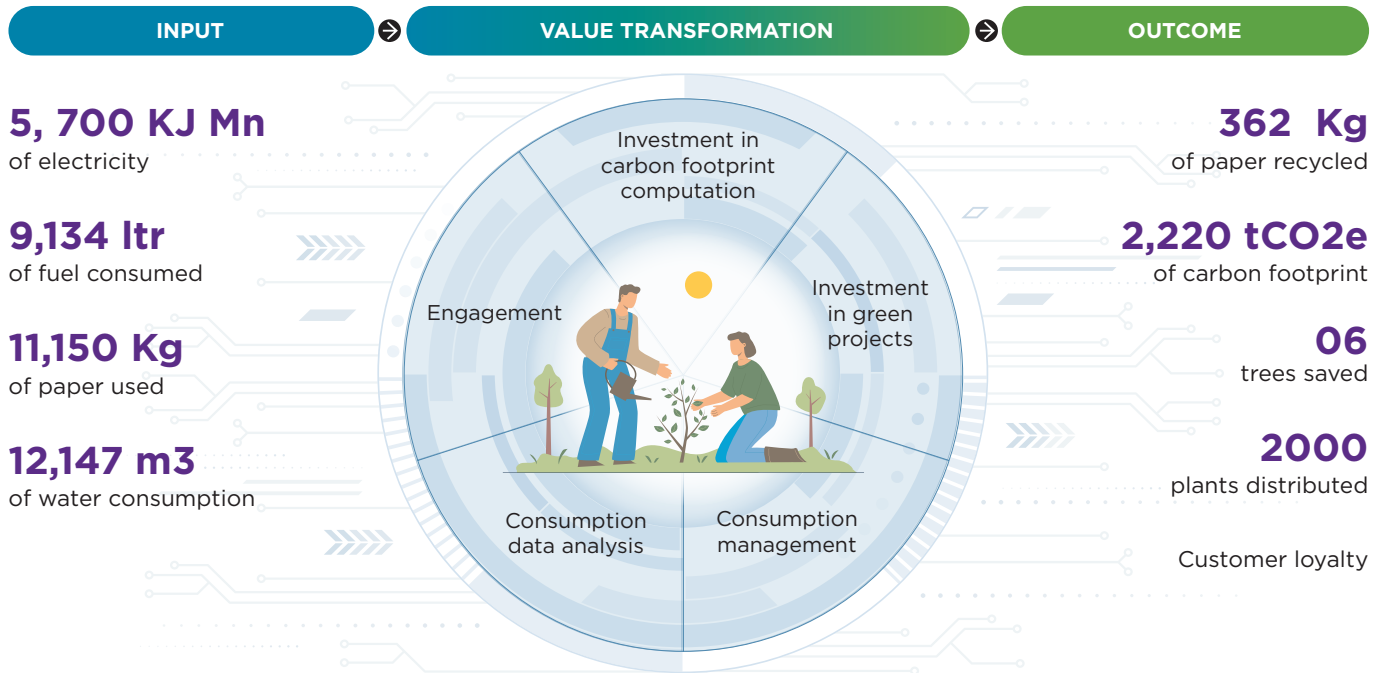 INPUT
VALUE TRANSFORMATION
OUTCOME
5, 700 KJ Mn
of electricity
9,134 ltr
of fuel consumed
11,150 Kg
of paper used
12,147 m3
of water consumption
Investment in
carbon footprint
computation
Investment
in green
projects
Consumption
management
Consumption
data analysis
Engagement
362 Kg
of paper recycled
2,220 tCO2e
of carbon footprint
06
trees saved
2000
plants distributed
Customer loyalty